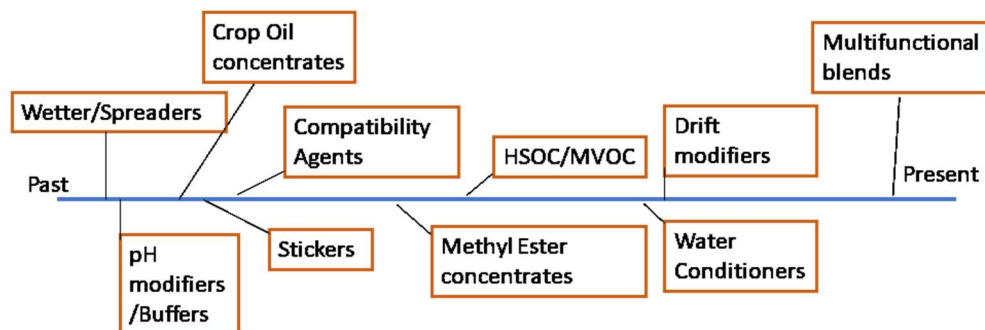 Crop Oil
concentrates
Multifunctional
blends
Wetter/Spreaders
Compatibility
Agents
HSOC/MVOC
Drift
modifiers
Past
Present
pH
modifiers
/Buffers
Stickers
Methyl Ester
concentrates
Water
Conditioners